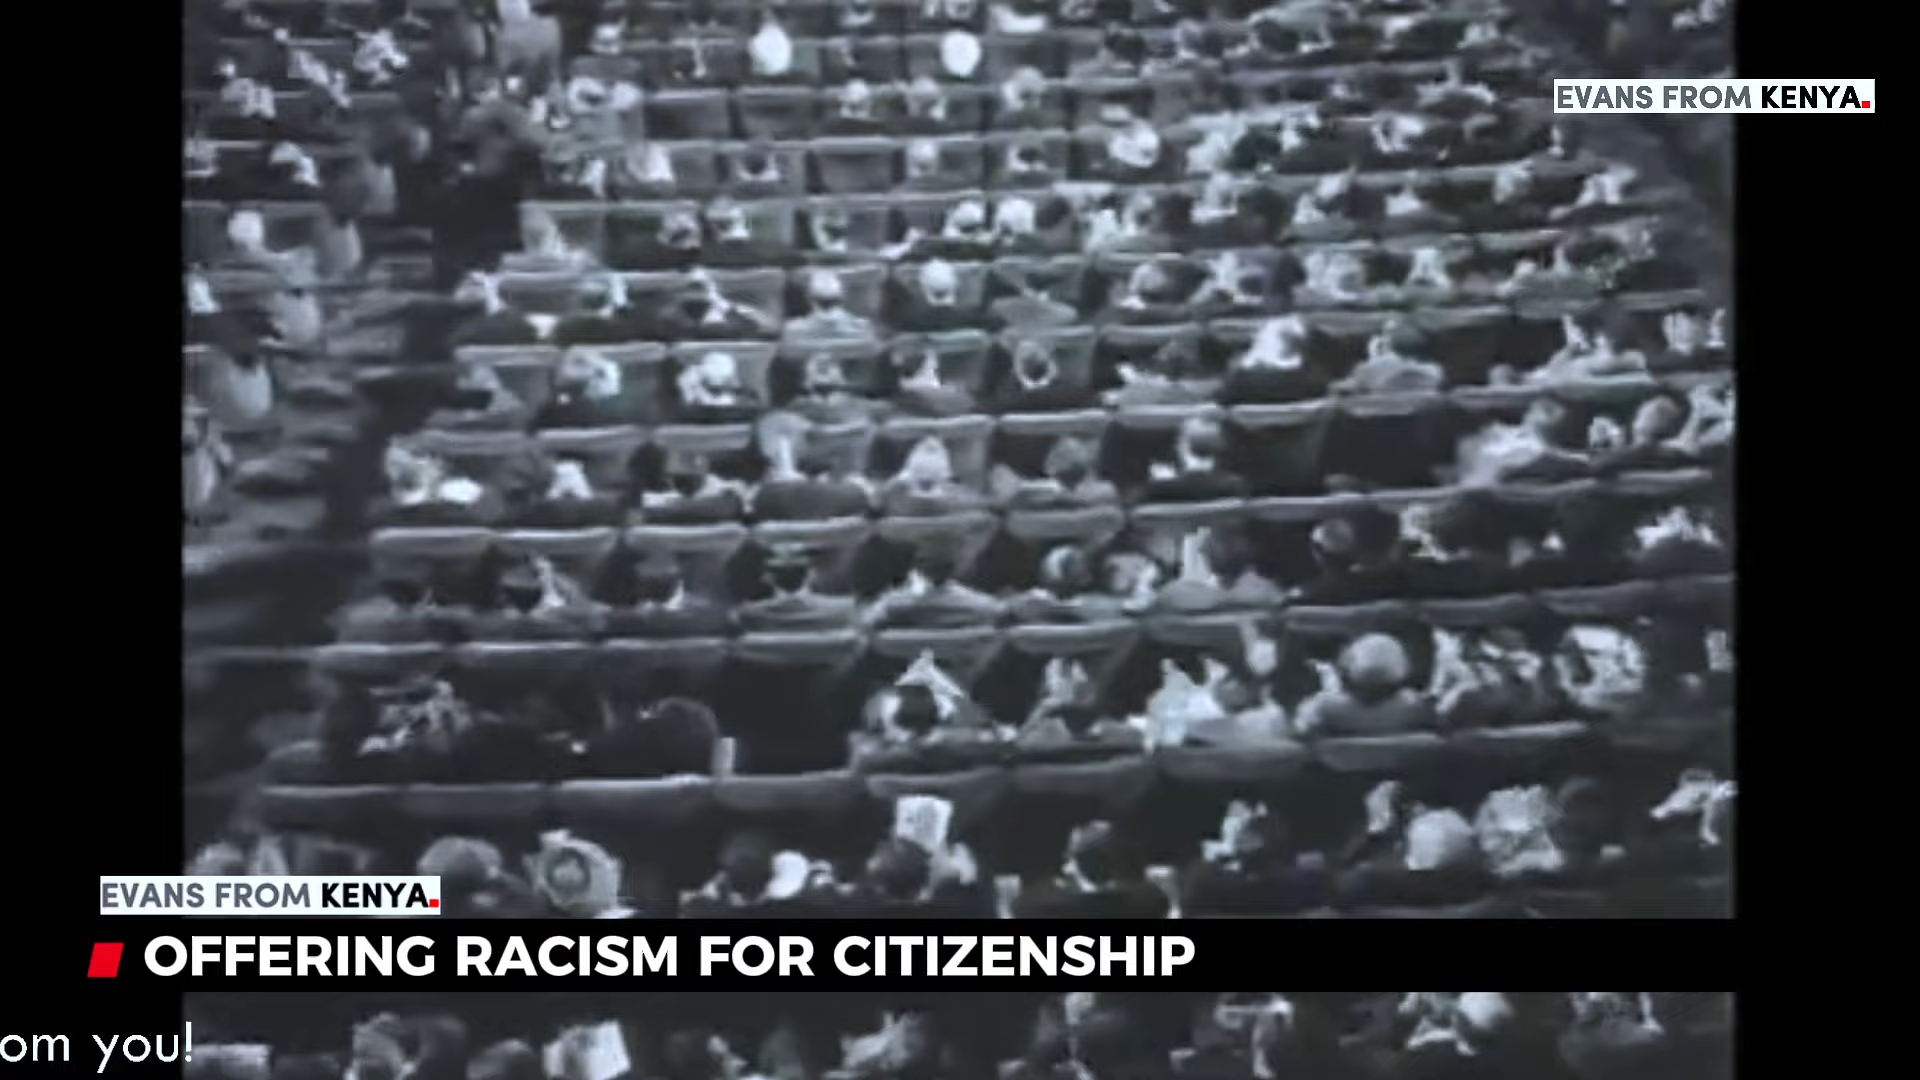 EVANS FROM KENYA.
EVANS FROM KENYA.
OFFERING RACISM FOR CITIZENSHIP
om you!